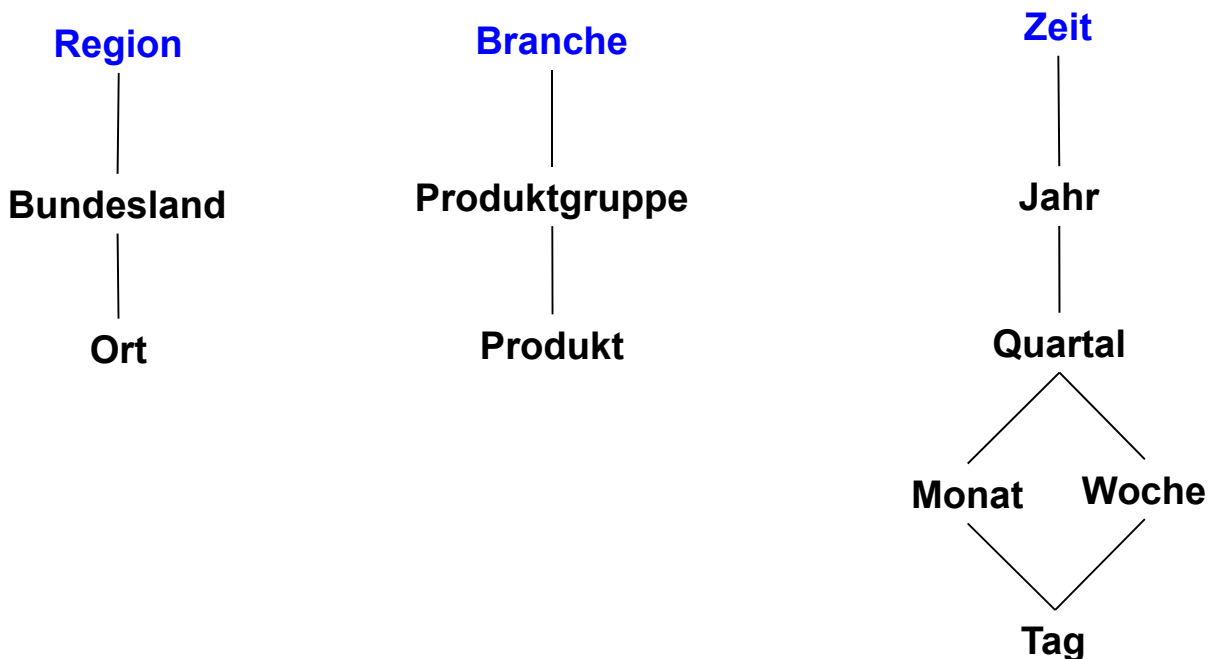 Region
Bundesland
Ort
Branche
Produktgruppe
Produkt
Zeit
Jahr
Quartal
Monat
Woche
Tag